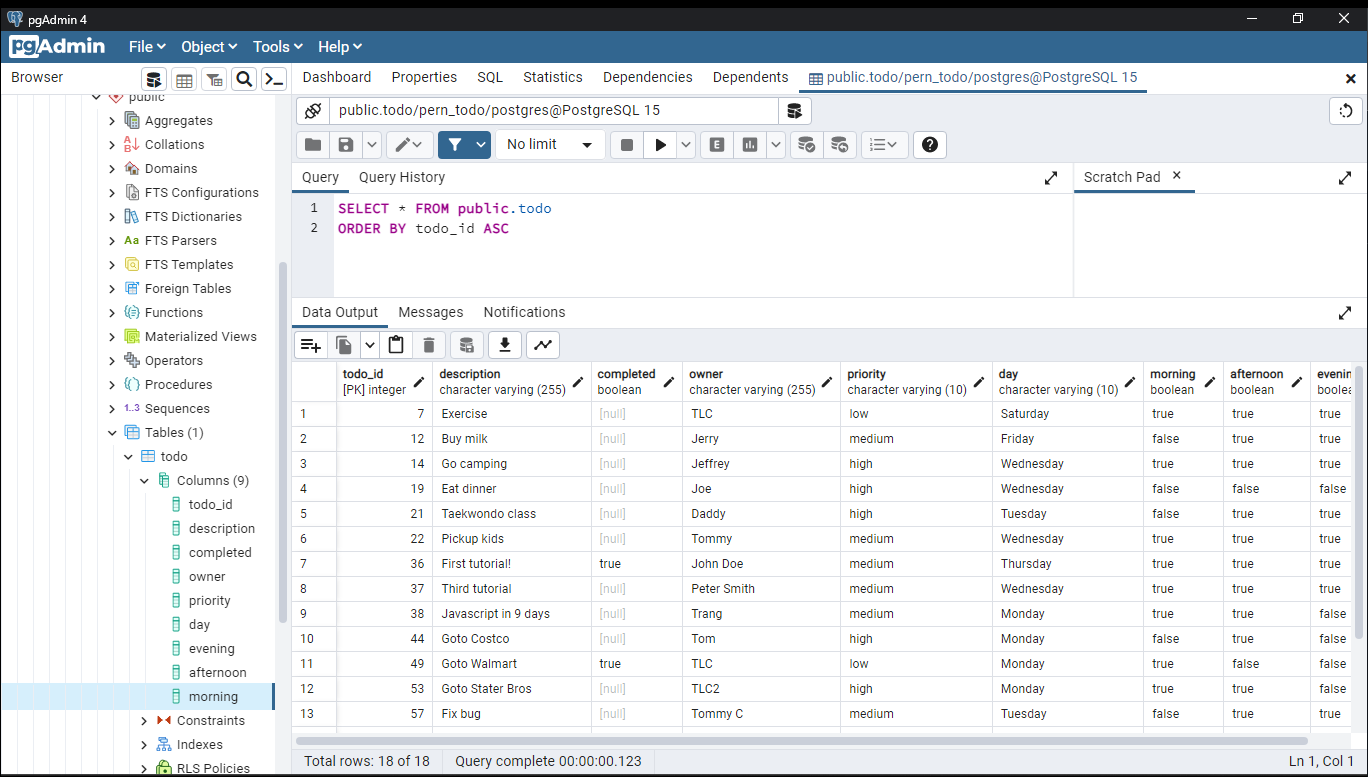 pgAdmin 4
pgAdmin File Object Tools Help
Browser
public
Aggregates
Collations
Domains
FTS Configurations
FTS Dictionaries
FTS Parsers
FTS Templates
Foreign Tables
Functions
Materialized Views
Operators
Procedures
1..3 Sequences
Tables (1)
todo
Columns (9)
todo_id
description
completed
owner
priority
day
evening
afternoon
morning
Constraints
Indexes
RLS Policies
Dashboard Properties SQL Statistics Dependencies Dependents public.todo/pern_todo/postgres@PostgreSQL 15
public.todo/pern_todo/postgres@PostgreSQL 15
No limit
Query Query History
Scratch Pad
1 SELECT * FROM public.todo
2 ORDER BY todo_id ASC
Data Output Messages Notifications
todo_id description completed owner priority day morning afternoon evenin
[PK] integer character varying (255) boolean character varying (255) character varying (10) character varying (10) boolean boolean boolea
1 7 Exercise [null] TLC low Saturday true true true
2 12 Buy milk [null] Jerry medium Friday false true true
3 14 Go camping [null] Jeffrey high Wednesday true true true
4 19 Eat dinner [null] Joe high Wednesday false false false
5 21 Taekwondo class [null] Daddy high Tuesday false true true
6 22 Pickup kids [null] Tommy medium Wednesday true true true
7 36 First tutorial! true John Doe medium Thursday true true true
8 37 Third tutorial [null] Peter Smith medium Wednesday true true true
9 38 Javascript in 9 days [null] Trang medium Monday true true false
10 44 Goto Costco [null] Tom high Monday false true false
11 49 Goto Walmart true TLC low Monday true false false
12 53 Goto Stater Bros [null] TLC2 high Monday true true false
13 57 Fix bug [null] Tommy C medium Tuesday false true true
Total rows: 18 of 18 Query complete 00:00:00.123 Ln 1, Col 1